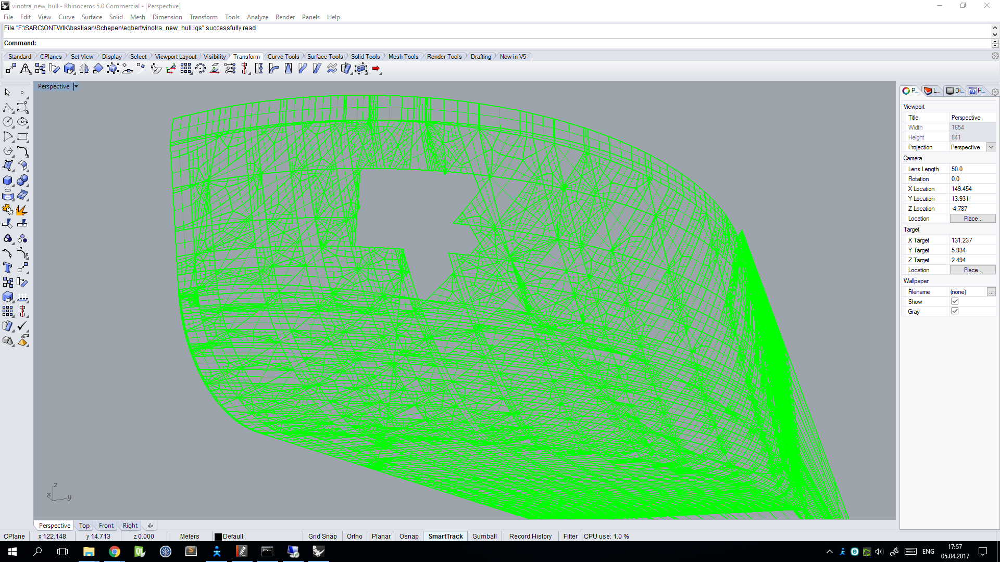 vinotra_new_hull - Rhinoceros 5.0 Commercial - [Perspective]
File Edit View Curve Surface Solid Mesh Dimension Transform Tools Analyze Render Panels Help
File "F:\SARC\ONTWIK\bastiaan\Schepen\egbert\vinotra_new_hull.igs" successfully read
Command:
Standard CPlanes Set View Display Select Viewport Layout Visibility Transform Curve Tools Surface Tools Solid Tools Mesh Tools Render Tools Drafting New in V5
Perspective
P... L... Di... H...
Viewport
Title Perspective
Width 1654
Height 841
Projection Perspective
Camera
Lens Length 50.0
Rotation 0.0
X Location 149.454
Y Location 13.931
Z Location -4.787
Location Place...
Target
X Target 131.237
Y Target 5.934
Z Target 2.494
Location Place...
Wallpaper
Filename (none) ...
Show
Gray
z
x
y
Perspective Top Front Right
CPlane x 122.148 y 14.713 z 0.000 Meters Default Grid Snap Ortho Planar Osnap SmartTrack Gumball Record History Filter CPU use: 1.0 %
ENG
17:57
05.04.2017